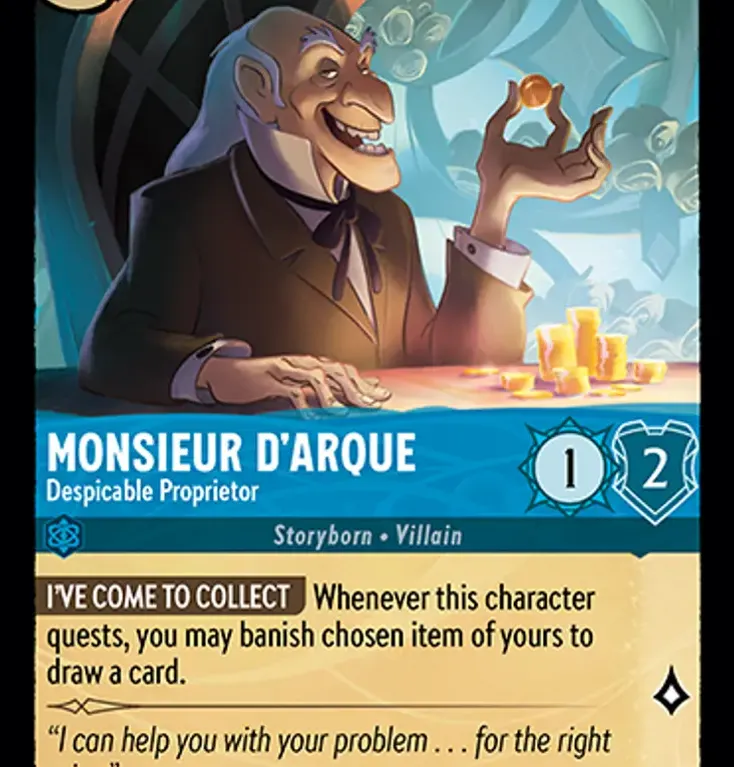 MONSIEUR D'ARQUE
Despicable Proprietor
1
2
Storyborn • Villain
I'VE COME TO COLLECT Whenever this character
quests, you may banish chosen item of yours to
draw a card.
“I can help you with your problem . . . for the right